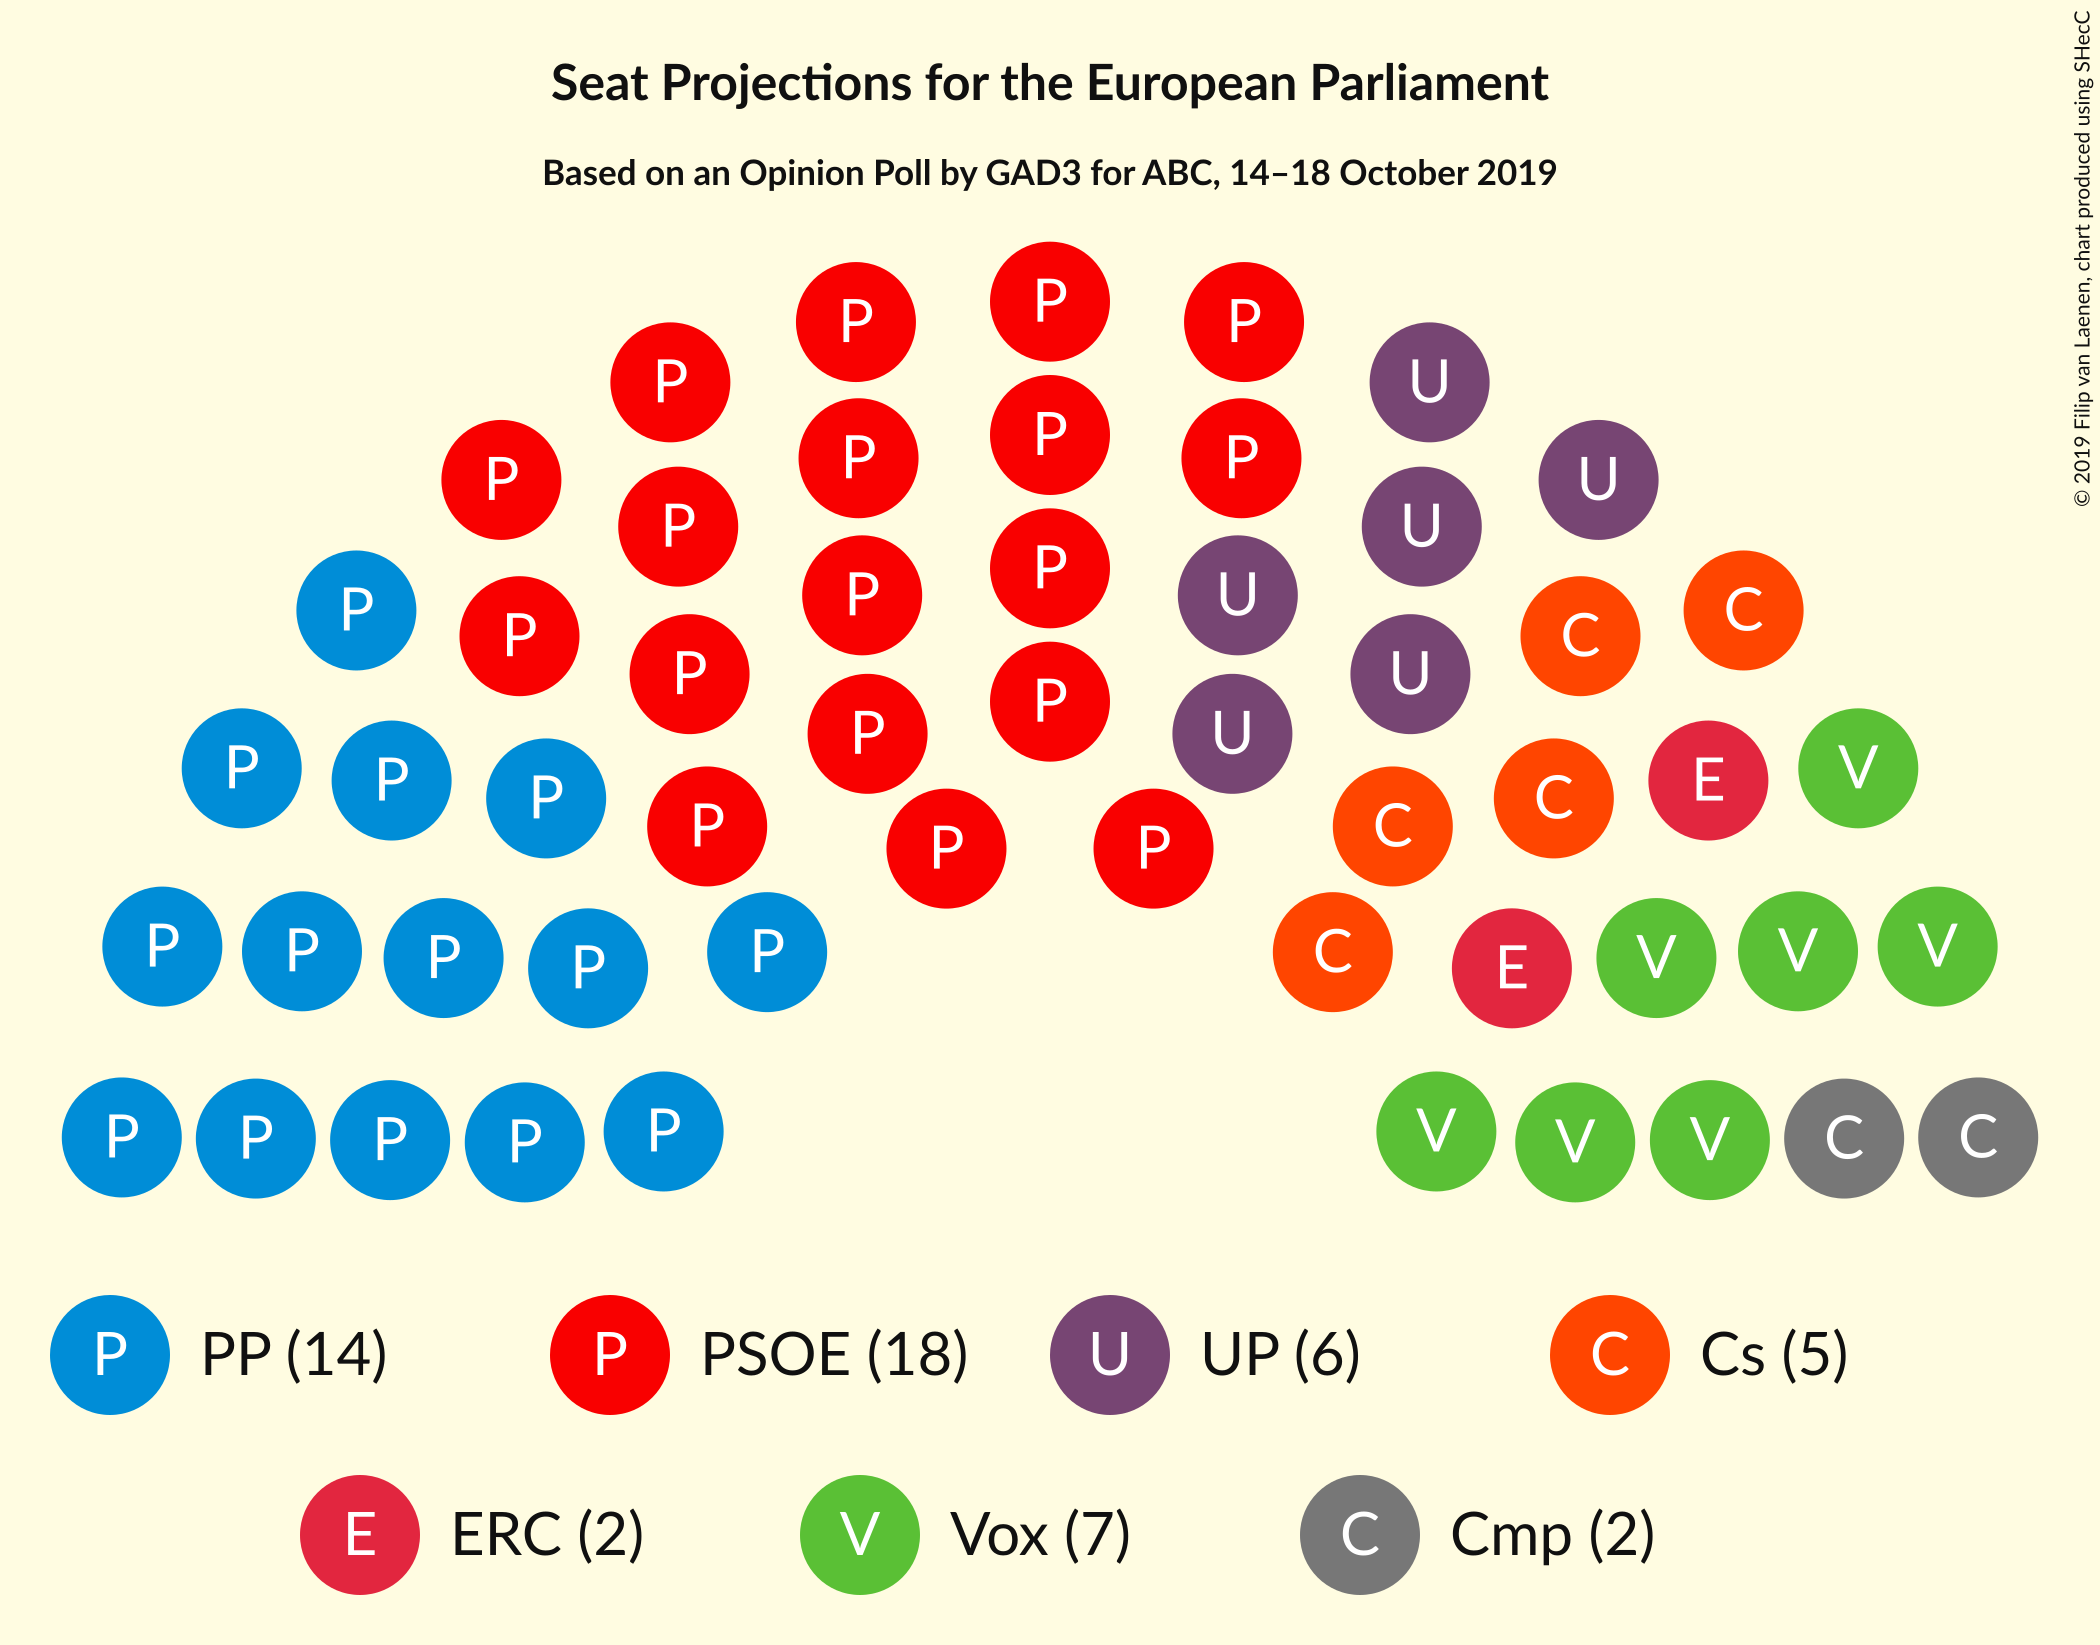 Seat Projections for the European Parliament
Based on an Opinion Poll by GAD3 for ABC, 14–18 October 2019
© 2019 Filip van Laenen, chart produced using SHecC
P P P
P U
P P P
P U
P U
P
P U
P U
P C C
P U
P P
P U
P V
P E
P C
P C
P P
P P C
P E
P P V
P V
P V
P V
P V
P V
P C
P C
P PP (14)
P PSOE (18)
U UP (6)
C Cs (5)
E ERC (2)
V Vox (7)
C Cmp (2)